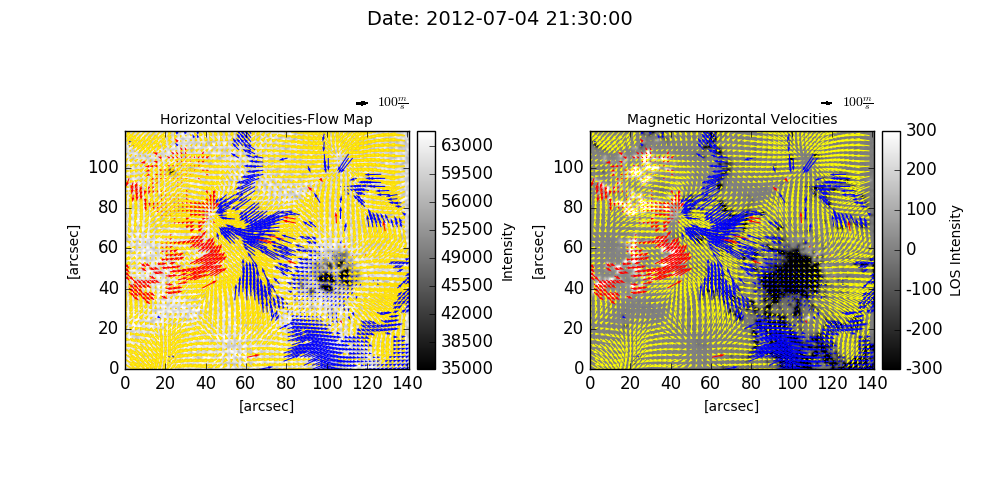 Date: 2012-07-04 21:30:00
100 m/s
100 m/s
Horizontal Velocities-Flow Map
Magnetic Horizontal Velocities
[arcsec]
100
80
60
40
20
0
0 20 40 60 80 100 120 140
[arcsec]
63000
59500
56000
52500
49000
45500
42000
38500
35000
Intensity
[arcsec]
100
80
60
40
20
0
0 20 40 60 80 100 120 140
[arcsec]
300
200
100
0
-100
-200
-300
LOS Intensity